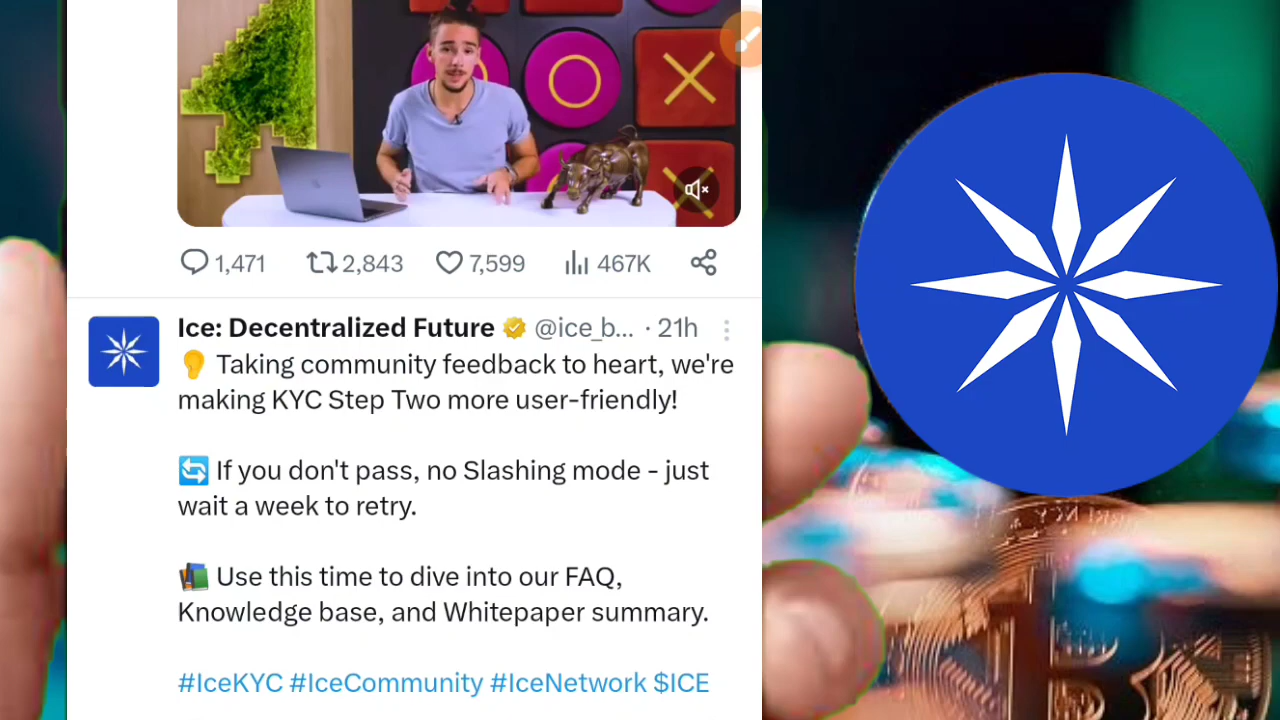 1,471 2,843 7,599 467K
Ice: Decentralized Future @ice_b... · 21h
👂 Taking community feedback to heart, we're
making KYC Step Two more user-friendly!
🔄 If you don't pass, no Slashing mode - just
wait a week to retry.
📚 Use this time to dive into our FAQ,
Knowledge base, and Whitepaper summary.
#IceKYC #IceCommunity #IceNetwork $ICE